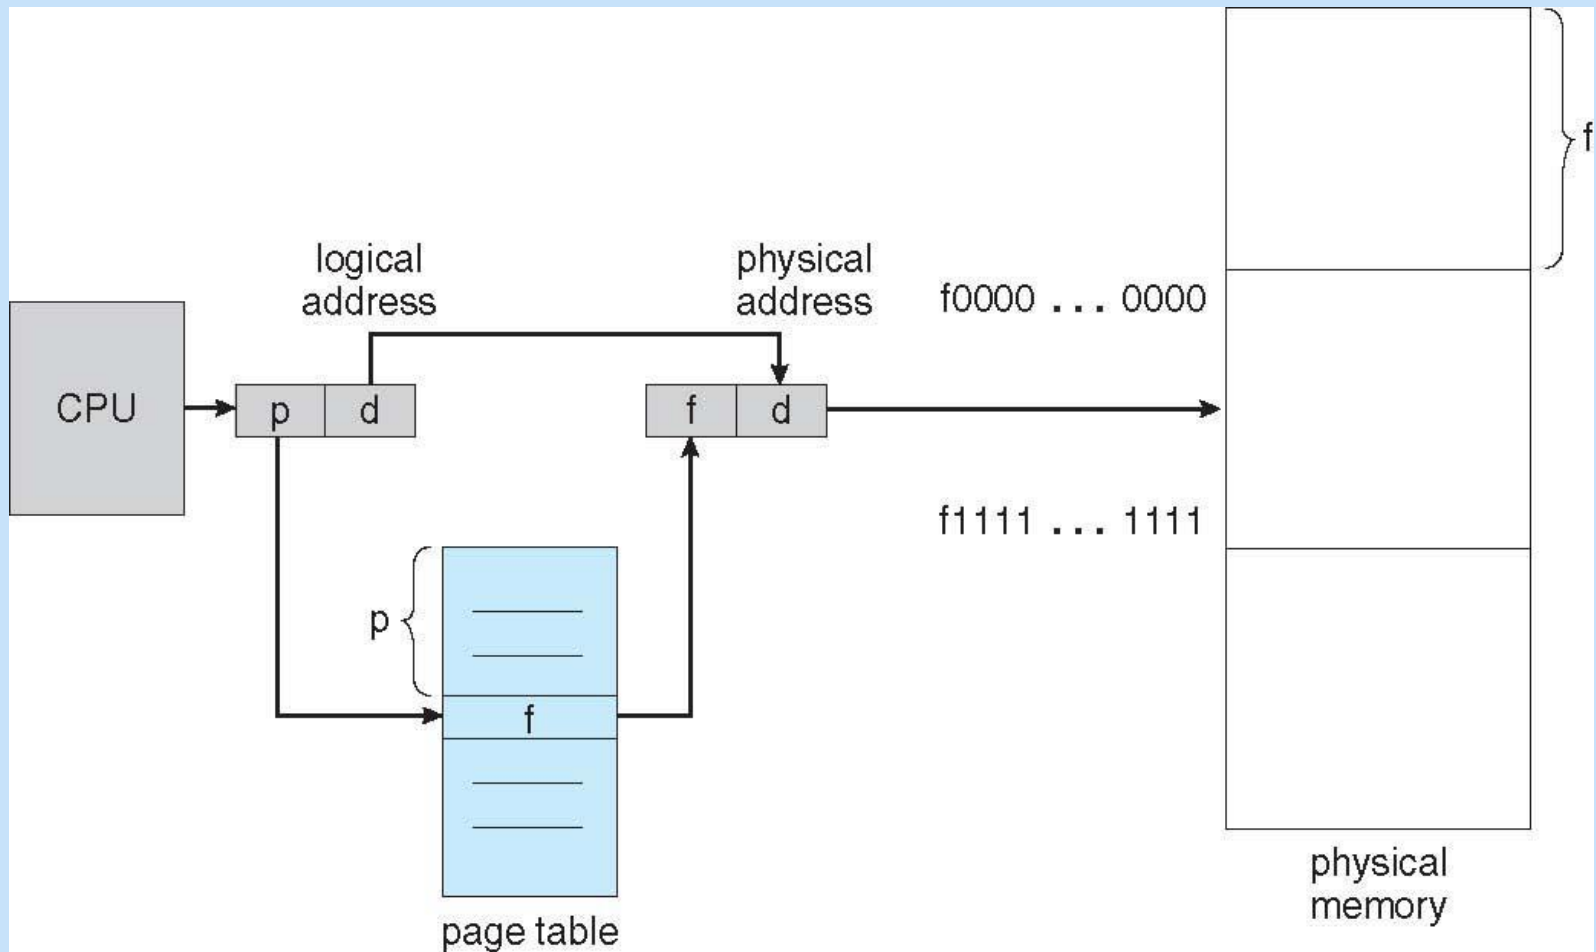 f
logical
address
physical
address
f0000 ... 0000
CPU
p
d
f
d
f1111 ... 1111
p
f
page table
physical
memory